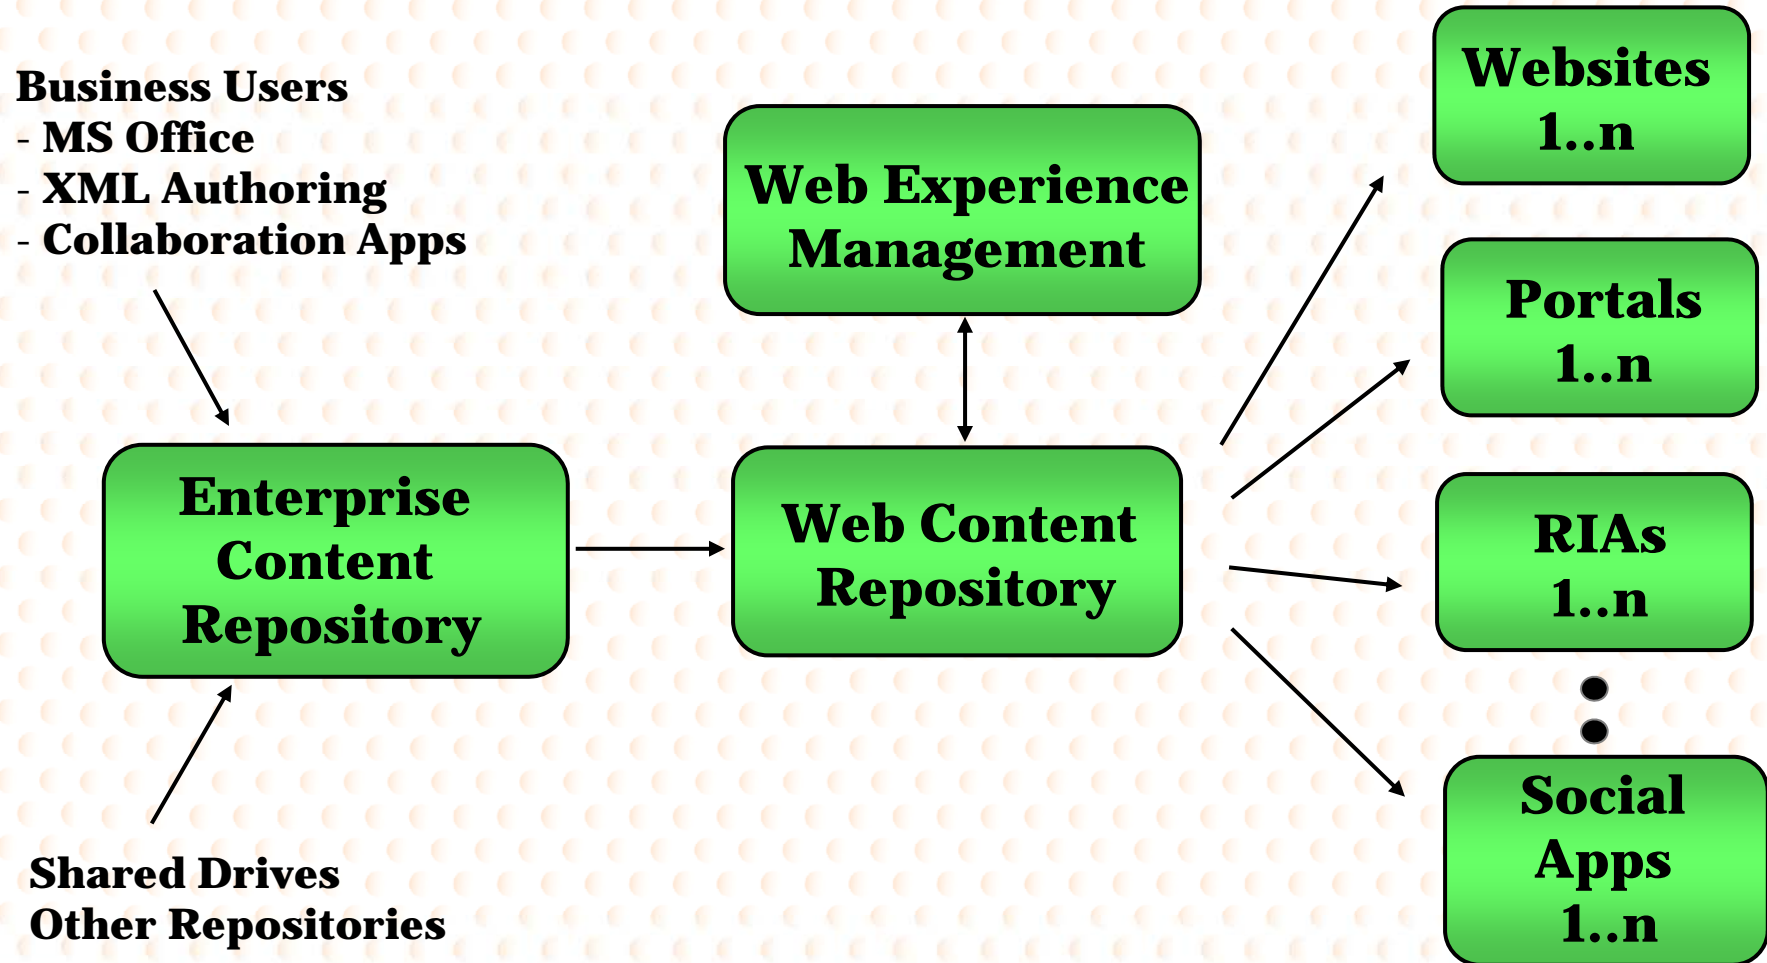 Business Users
- MS Office
- XML Authoring
- Collaboration Apps
Web Experience
Management
Websites
1..n
Portals
1..n
Enterprise
Content
Repository
Web Content
Repository
RIAs
1..n
Social
Apps
1..n
Shared Drives
Other Repositories